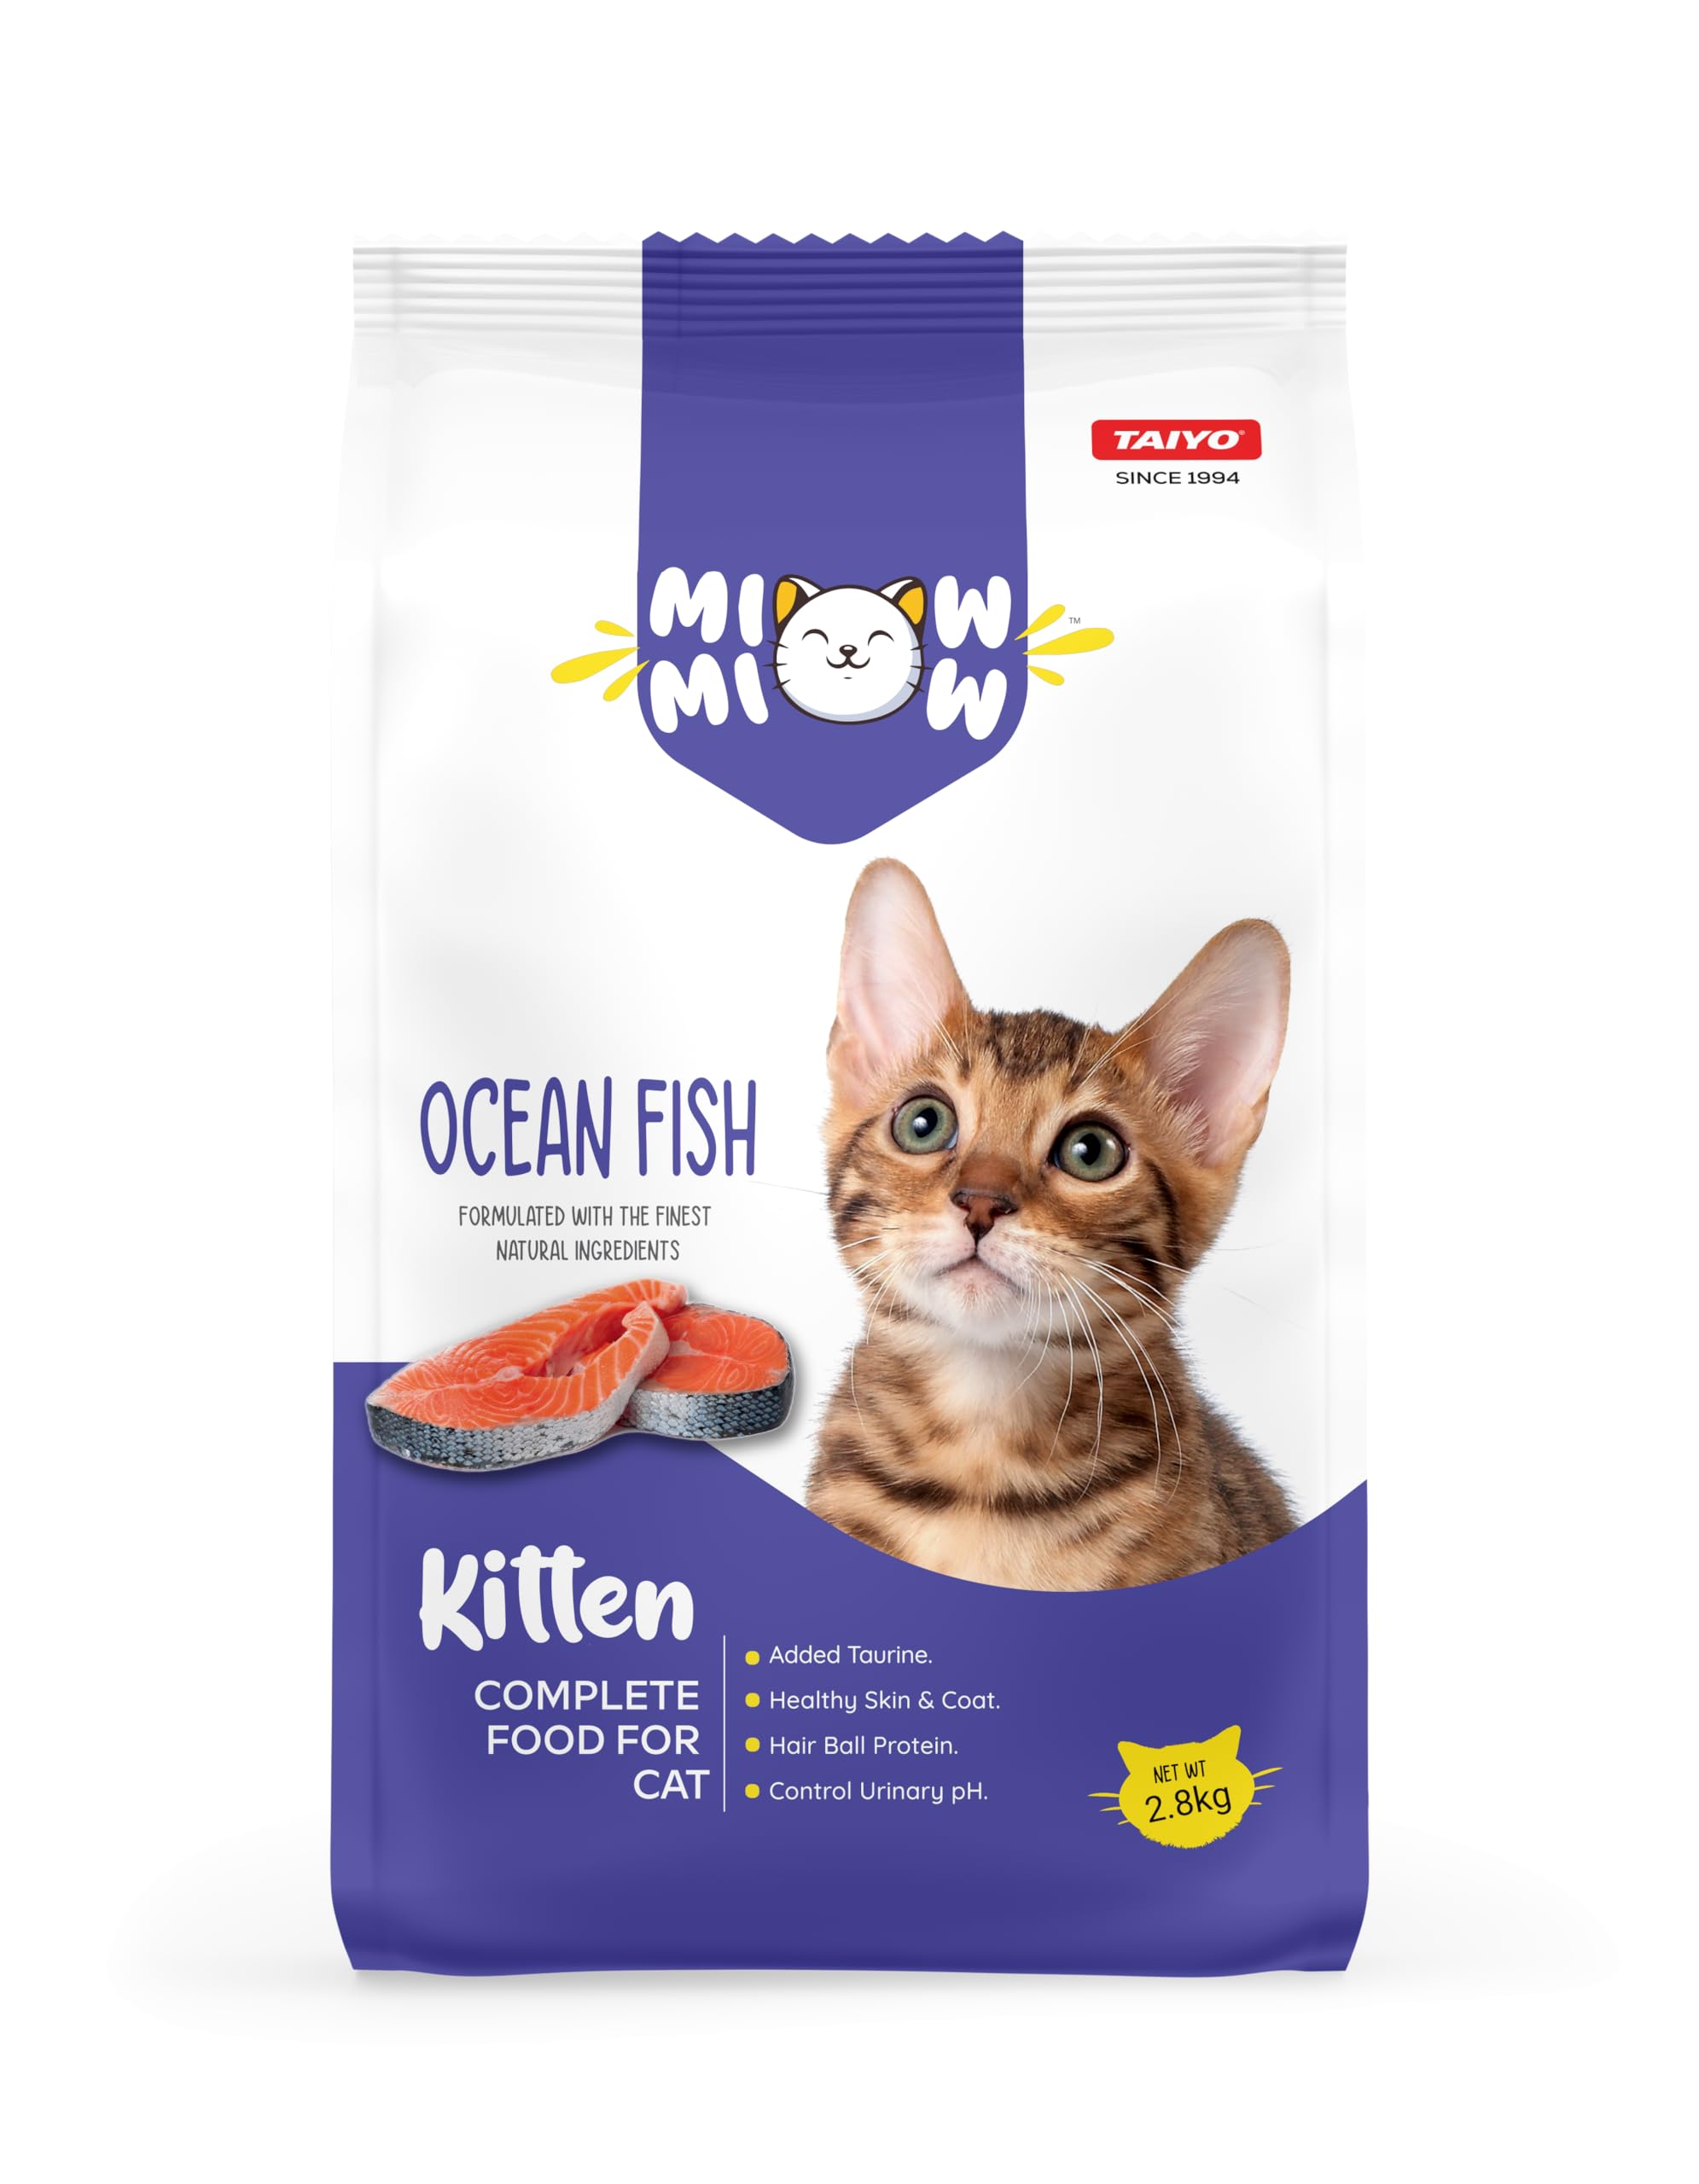 TAIYO®
SINCE 1994
MIOW ™
MIOW
OCEAN FISH
FORMULATED WITH THE FINEST
NATURAL INGREDIENTS
Kitten
COMPLETE
FOOD FOR
CAT
Added Taurine.
Healthy Skin & Coat.
Hair Ball Protein.
Control Urinary pH.
NET WT
2.8kg